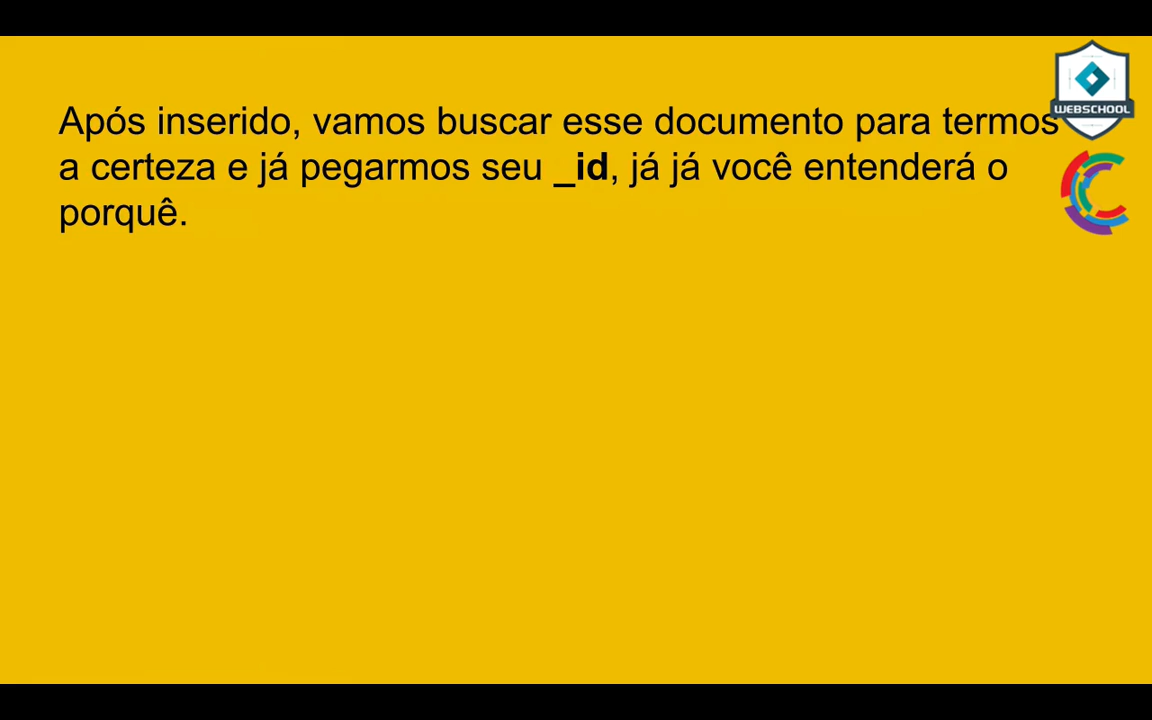 Após inserido, vamos buscar esse documento para termos
a certeza e já pegarmos seu _id, já já você entenderá o
porquê.
WEBSCHOOL